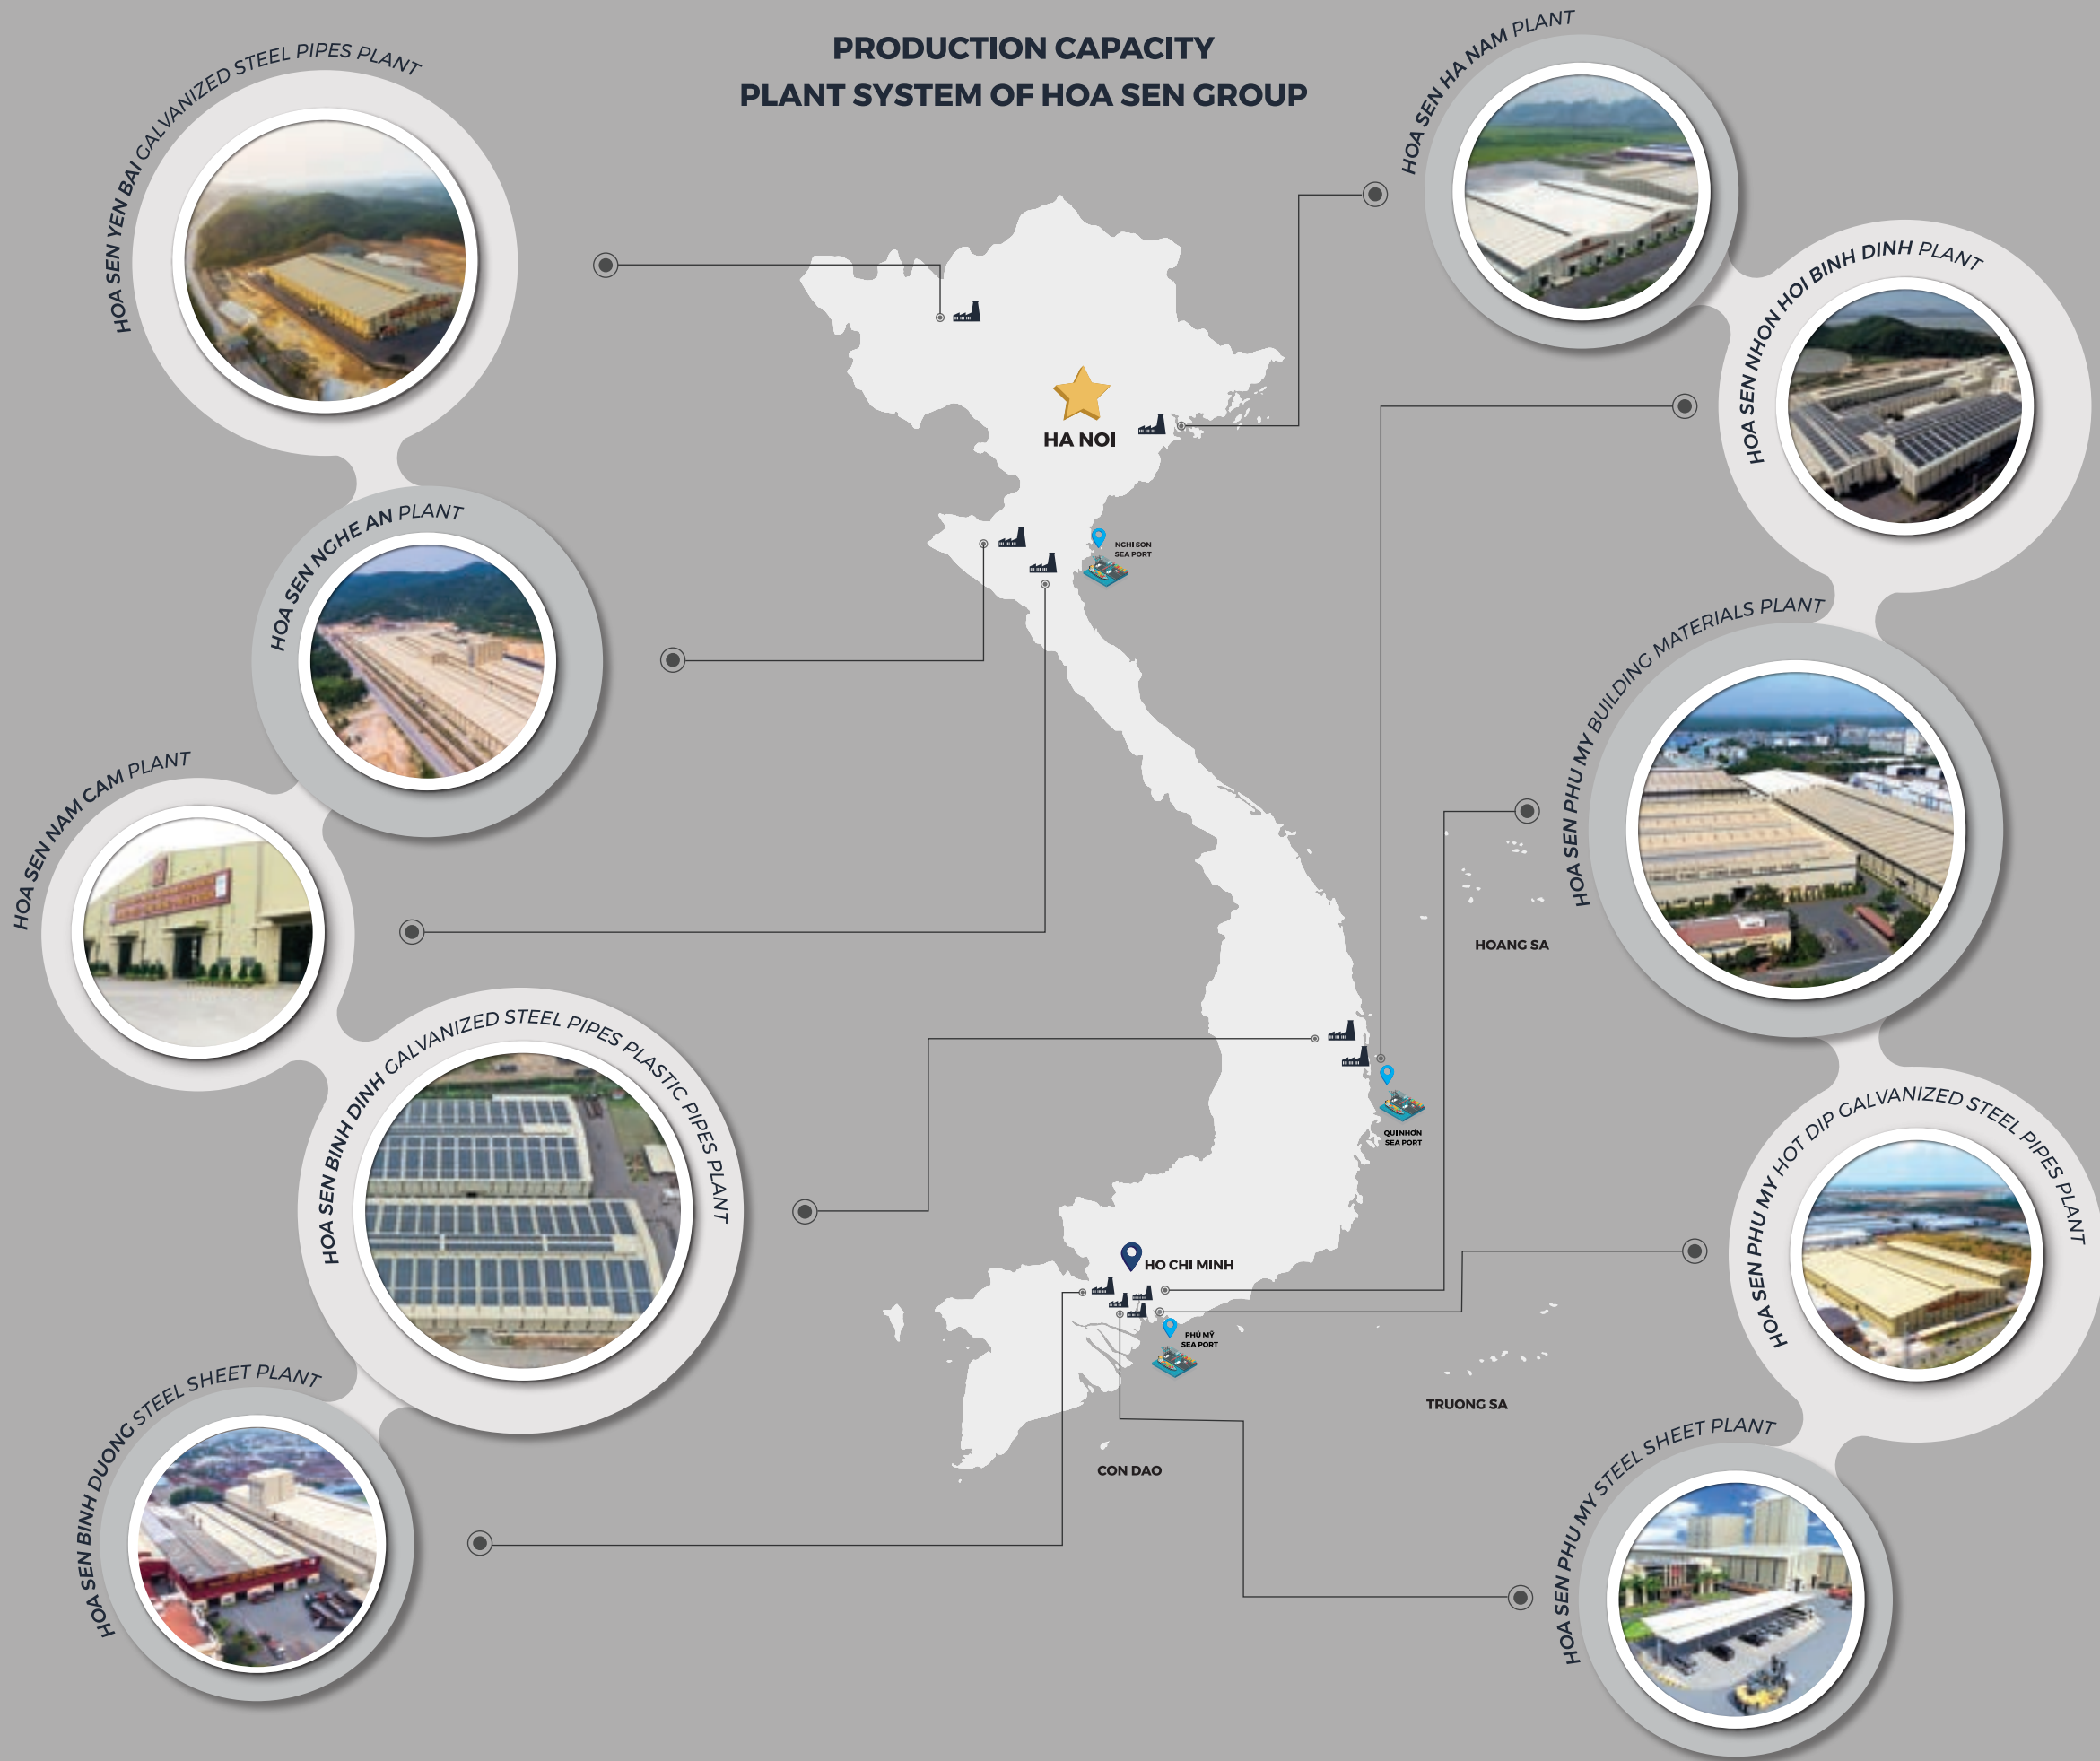 PRODUCTION CAPACITY
PLANT SYSTEM OF HOA SEN GROUP
HOA SEN YEN BAI GALVANIZED STEEL PIPES PLANT
HOA SEN NGHE AN PLANT
HOA SEN NAM CAM PLANT
HOA SEN BINH DINH GALVANIZED STEEL PIPES PLASTIC PIPES PLANT
HOA SEN BINH DUONG STEEL SHEET PLANT
HA NOI
NGHI SON
SEA PORT
HOANG SA
QUI NHƠN
SEA PORT
HO CHI MINH
PHÚ MỸ
SEA PORT
TRUONG SA
CON DAO
HOA SEN HA NAM PLANT
HOA SEN NHON HOI BINH DINH PLANT
HOA SEN PHU MY BUILDING MATERIALS PLANT
HOA SEN PHU MY HOT DIP GALVANIZED STEEL PIPES PLANT
HOA SEN PHU MY STEEL SHEET PLANT